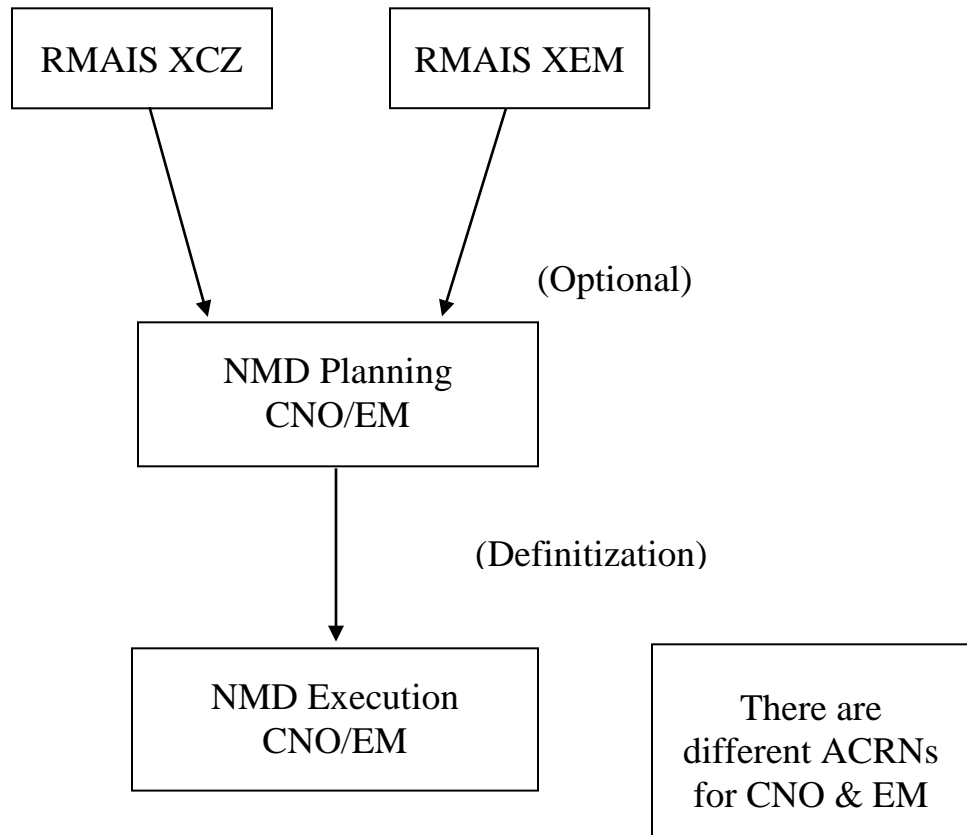 RMAIS XCZ
RMAIS XEM
(Optional)
NMD Planning
CNO/EM
(Definitization)
NMD Execution
CNO/EM
There are
different ACRNs
for CNO & EM